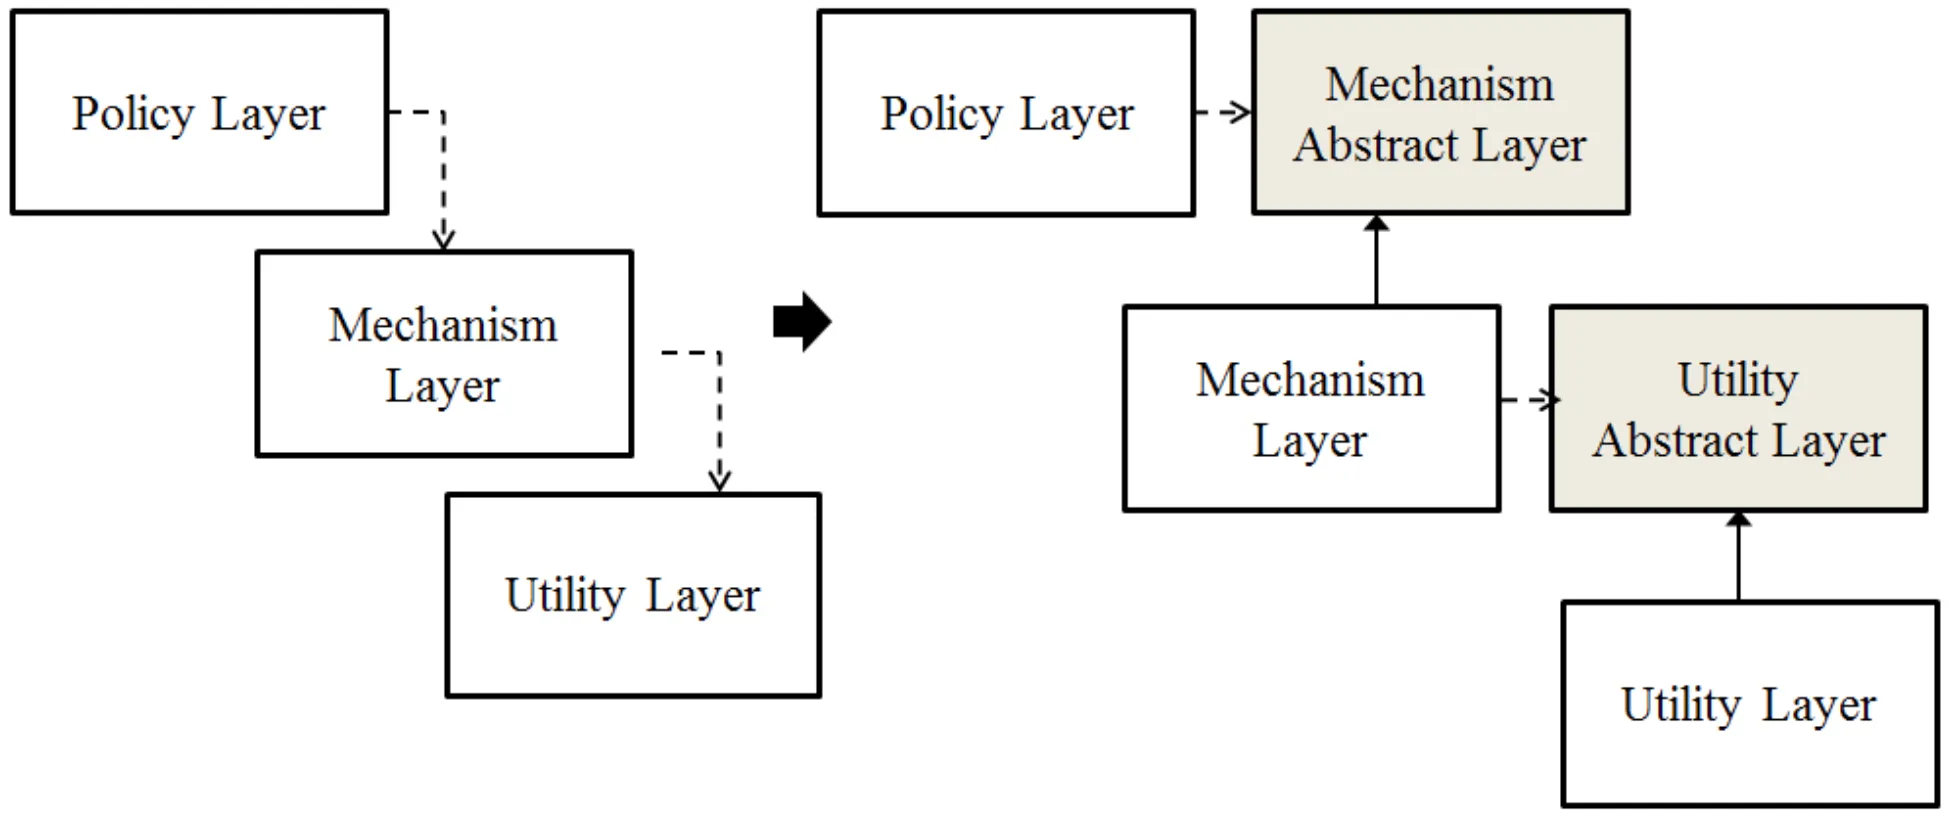 Policy Layer
Mechanism
Layer
Utility Layer
Policy Layer
Mechanism
Abstract Layer
Mechanism
Layer
Utility
Abstract Layer
Utility Layer